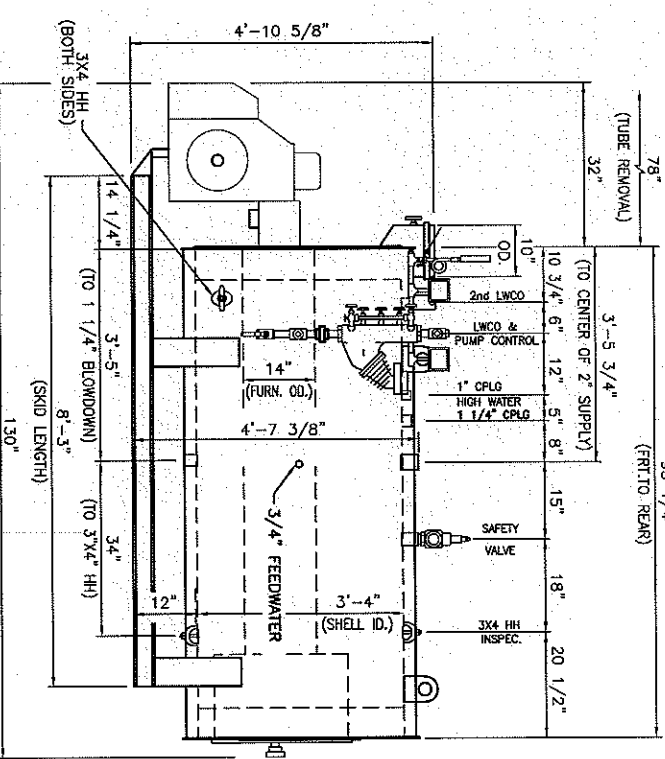 4'-10 5/8"
3X4 HH
(BOTH SIDES)
78"
(TUBE REMOVAL)
32"
14 1/4"
10"
OD.
10 3/4"
2nd LWCO
6"
LWCO &
PUMP CONTROL
12"
1" CPLG
HIGH WATER
1 1/4" CPLG
5"
8"
3'-5 3/4"
(TO CENTER OF 2" SUPPLY)
(FRT.TO REAR)
3'-5"
(TO 1 1/4" BLOWDOWN)
14"
(FURN. OD.)
4'-7 3/8"
3/4" FEEDWATER
15"
SAFETY
VALVE
18"
3X4 HH
INSPEC.
20 1/2"
34"
(TO 3"X4" HH)
12"
3'-4"
(SHELL ID.)
8'-3"
(SKID LENGTH)
130"